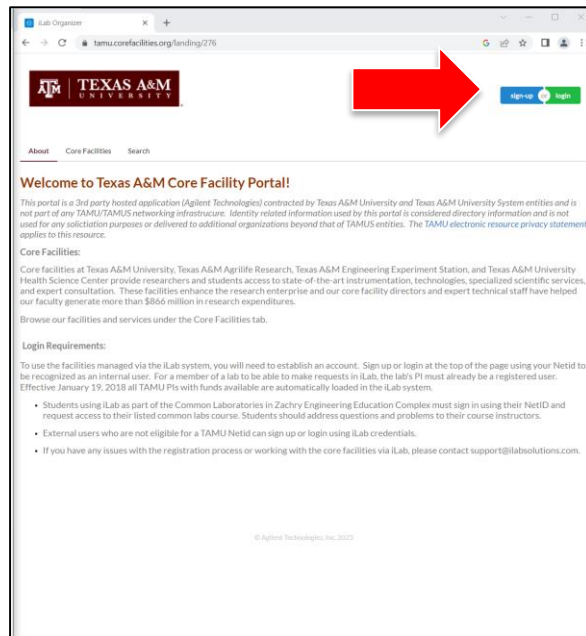 iLab Organizer
tamu.corefacilities.org/landing/276
TEXAS A&M
UNIVERSITY
sign-up or login
About Core Facilities Search
Welcome to Texas A&M Core Facility Portal!
This portal is a 3rd party hosted application (Agilent Technologies) contracted by Texas A&M University and Texas A&M University System entities and is
not part of any TAMU/TAMUS networking infrastrucure. Identity related information used by this portal is considered directory information and is not
used for any solictiation purposes or delivered to additional organizations beyond that of TAMUS entities. The TAMU electronic resource privacy statement
applies to this resource.
Core Facilities:
Core facilities at Texas A&M University, Texas A&M Agrilife Research, Texas A&M Engineering Experiment Station, and Texas A&M University
Health Science Center provide researchers and students access to state-of-the-art instrumentation, technologies, specialized scientific services,
and expert consultation. These facilities enhance the research enterprise and our core facility directors and expert technical staff have helped
our faculty generate more than $866 million in research expenditures.
Browse our facilities and services under the Core Facilities tab.
Login Requirements:
To use the facilities managed via the iLab system, you will need to establish an account. Sign up or login at the top of the page using your Netid to
be recognized as an internal user. For a member of a lab to be able to make requests in iLab, the lab's PI must already be a registered user.
Effective January 19, 2018 all TAMU PIs with funds available are automatically loaded in the iLab system.
• Students using iLab as part of the Common Laboratories in Zachry Engineering Education Complex must sign in using their NetID and
request access to their listed common labs course. Students should address questions and problems to their course instructors.
• External users who are not eligible for a TAMU Netid can sign up or login using iLab credentials.
• If you have any issues with the registration process or working with the core facilities via iLab, please contact support@ilabsolutions.com.
© Agilent Technologies, Inc. 2023